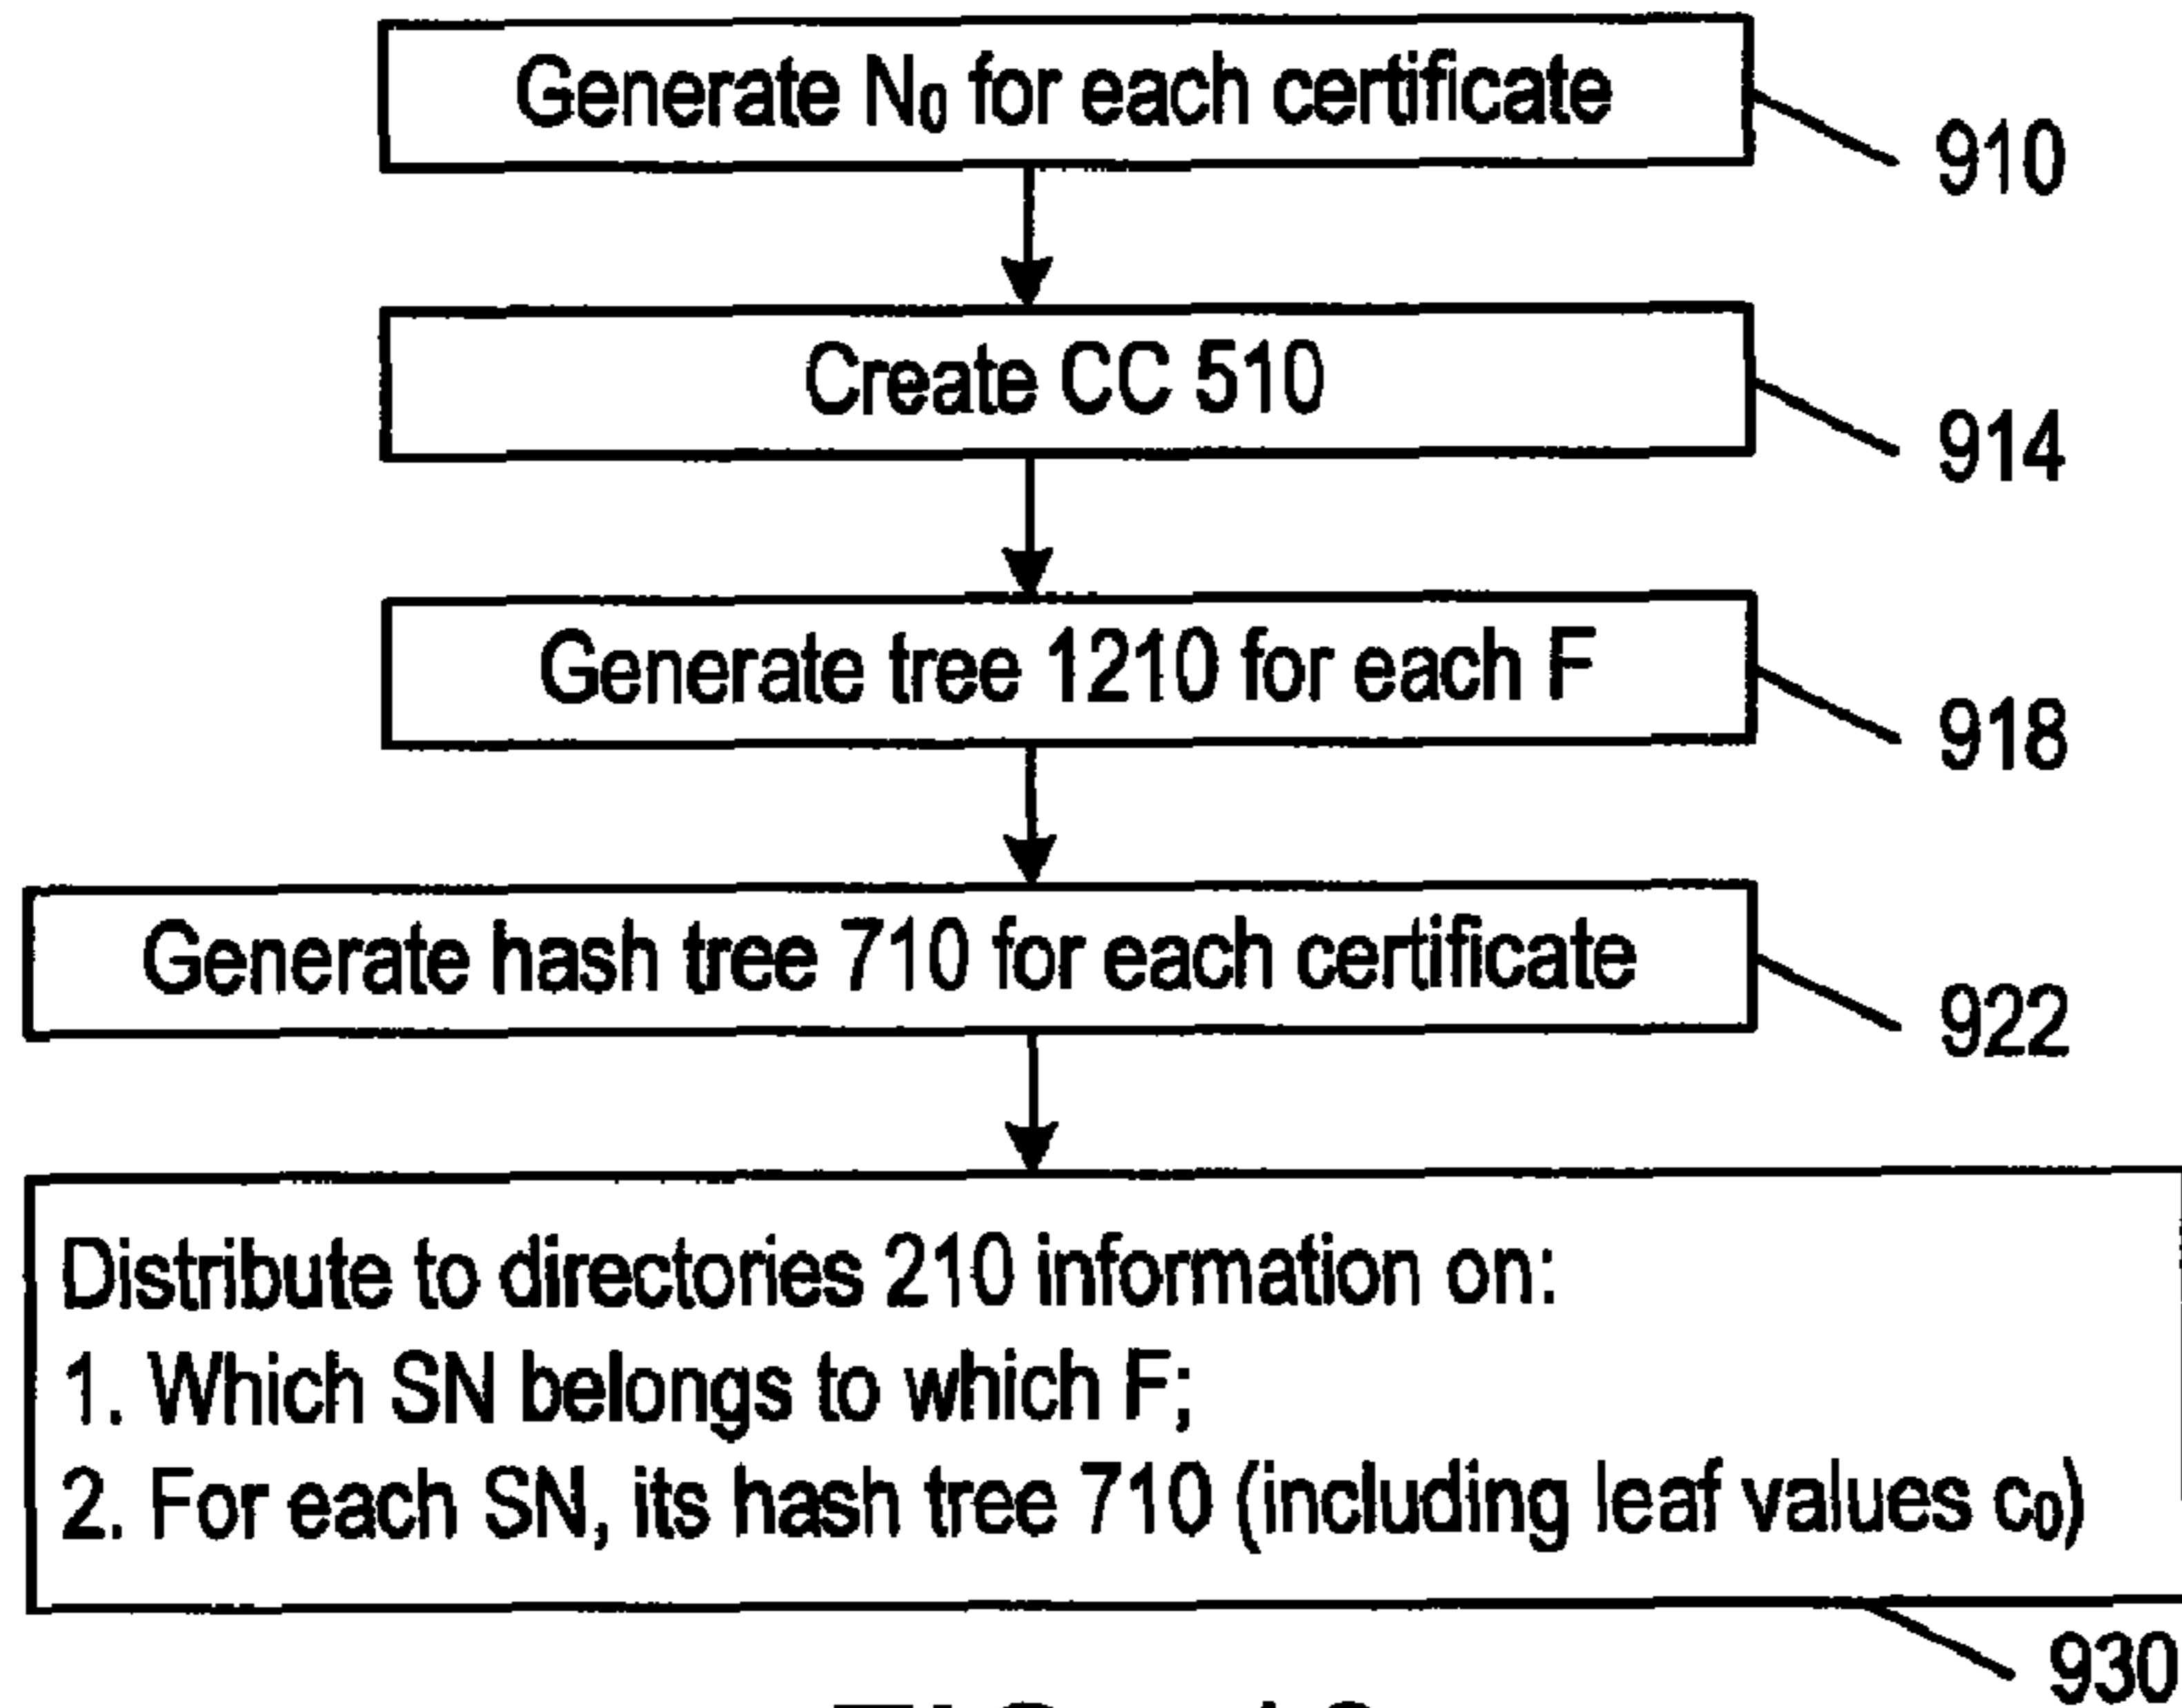 Generate N₀ for each certificate
910
Create CC 510
914
Generate tree 1210 for each F
918
Generate hash tree 710 for each certificate
922
Distribute to directories 210 information on:
1. Which SN belongs to which F;
2. For each SN, its hash tree 710 (including leaf values c₀)
930